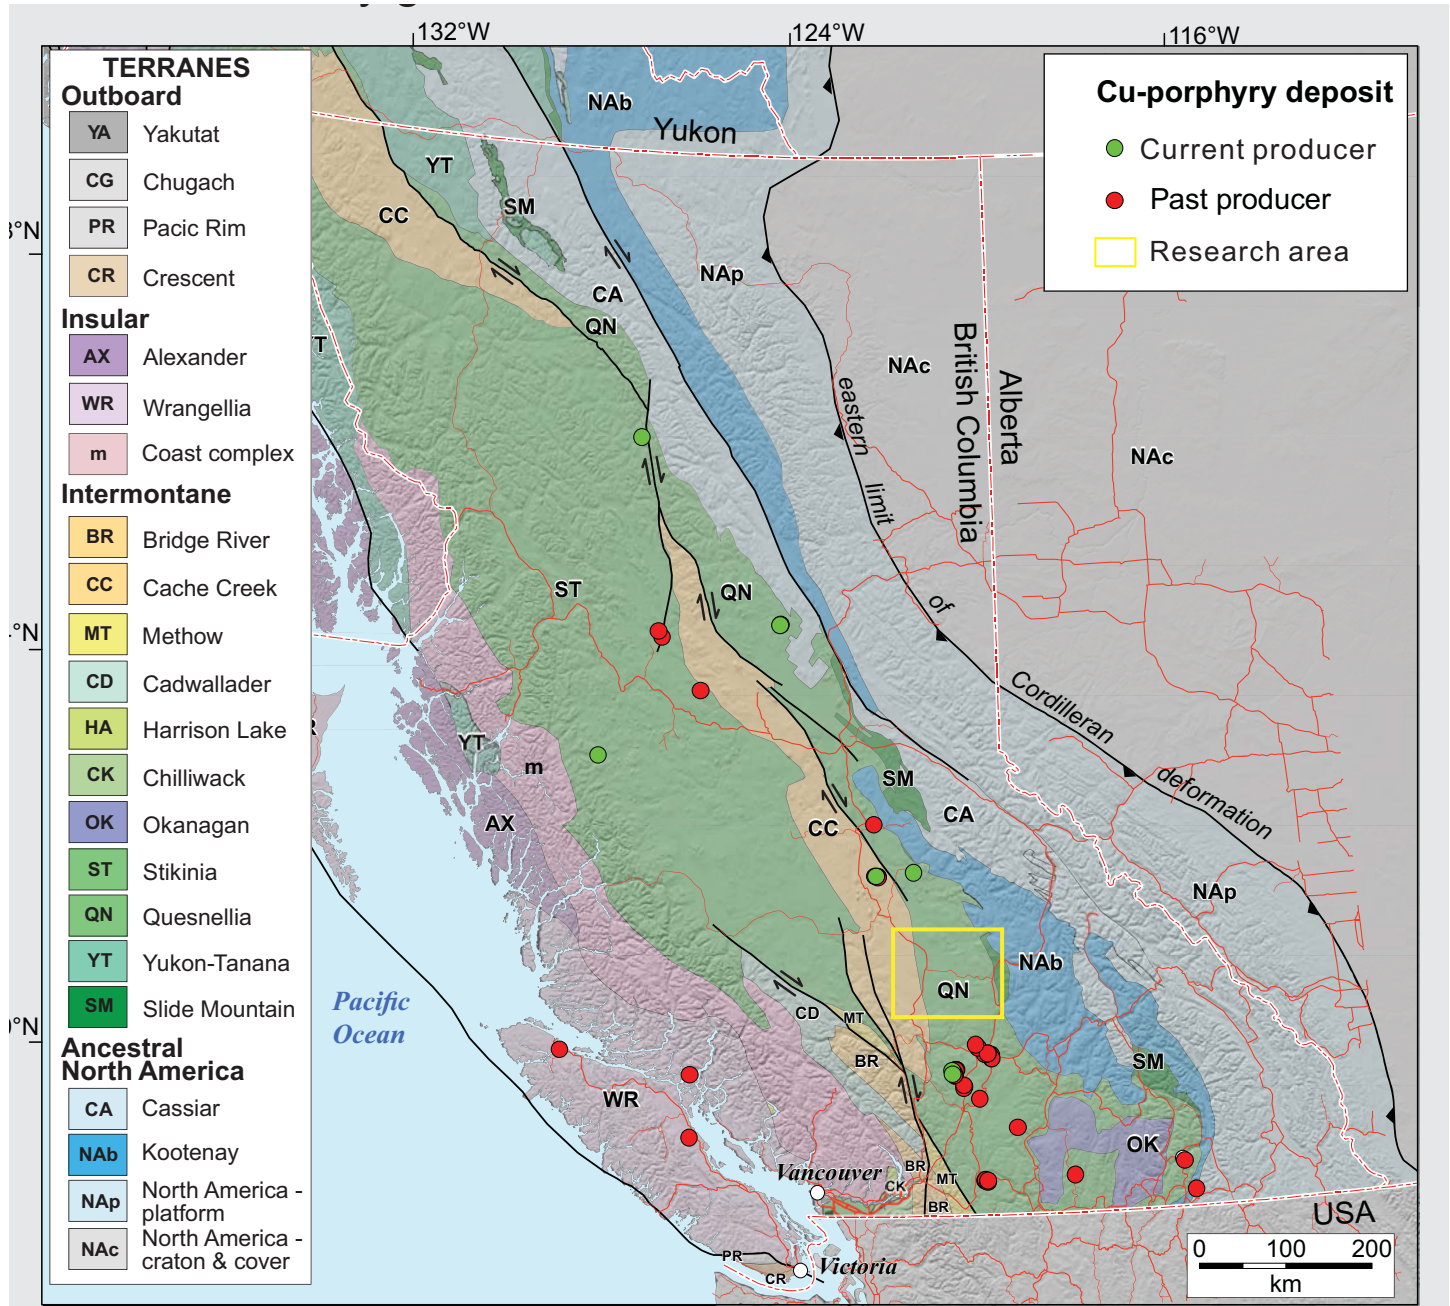 132°W
124°W
116°W
TERRANES
Outboard
YA Yakutat
CG Chugach
PR Pacic Rim
CR Crescent
Insular
AX Alexander
WR Wrangellia
m Coast complex
Intermontane
BR Bridge River
CC Cache Creek
MT Methow
CD Cadwallader
HA Harrison Lake
CK Chilliwack
OK Okanagan
ST Stikinia
QN Quesnellia
YT Yukon-Tanana
SM Slide Mountain
Ancestral
North America
CA Cassiar
NAb Kootenay
NAp North America -
platform
NAc North America -
craton & cover
Cu-porphyry deposit
Current producer
Past producer
Research area
NAb
Yukon
YT
CC
SM
NAp
CA
QN
NAc
British Columbia
Alberta
NAc
eastern
limit
of
Cordilleran
deformation
ST
QN
YT
m
AX
SM
CA
CC
NAp
NAb
QN
Pacific
Ocean
CD
MT
BR
SM
WR
OK
Vancouver
BR
CK
MT
BR
USA
PR
CR
Victoria
0 100 200
km